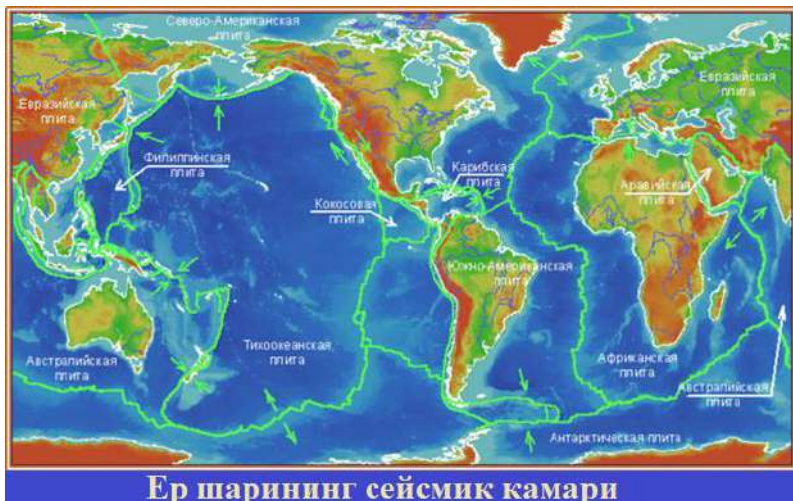 Северо-Американская
плита
Евразийская
плита
Евразийская
плита
Филиппинская
плита
Карибская
плита
Аравийская
плита
Кокосовая
плита
Южно-Американская
плита
Тихоокеанская
плита
Австралийская
плита
Африканская
плита
Австралийская
плита
Антарктическая плита
Ер шарининг сейсмик камари